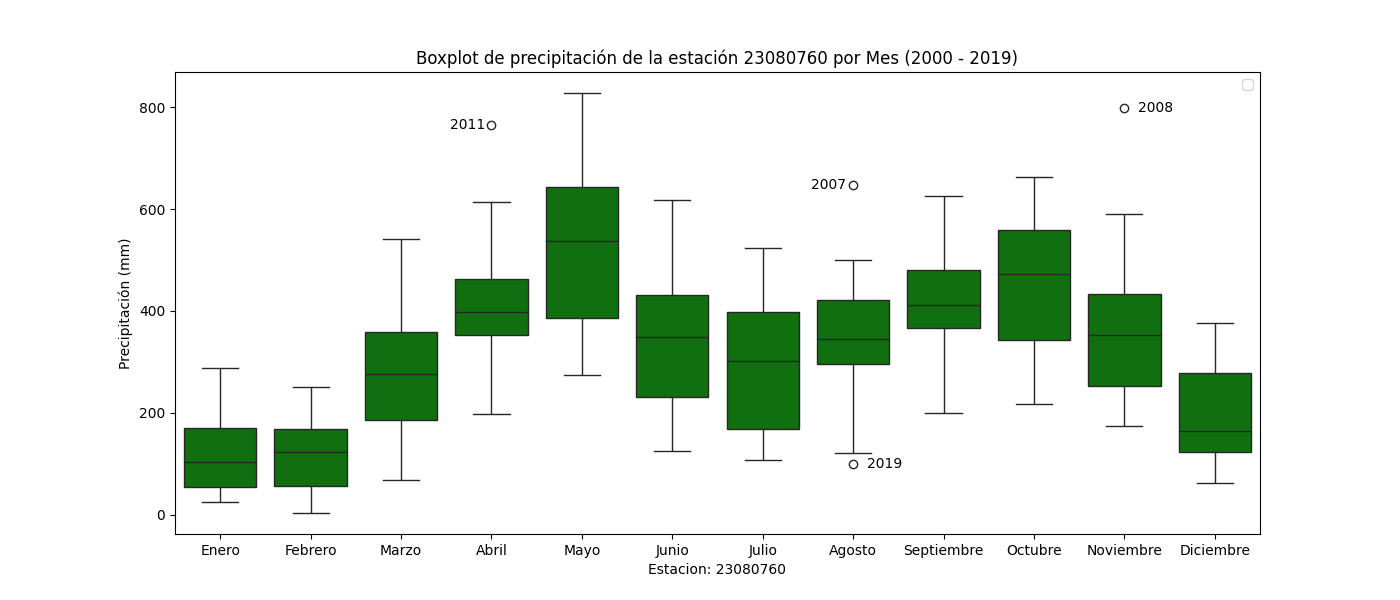 Boxplot de precipitación de la estación 23080760 por Mes (2000 - 2019)
Precipitación (mm)
800
600
400
200
0
2011
2007
2019
2008
Enero Febrero Marzo Abril Mayo Junio Julio Agosto Septiembre Octubre Noviembre Diciembre
Estacion: 23080760